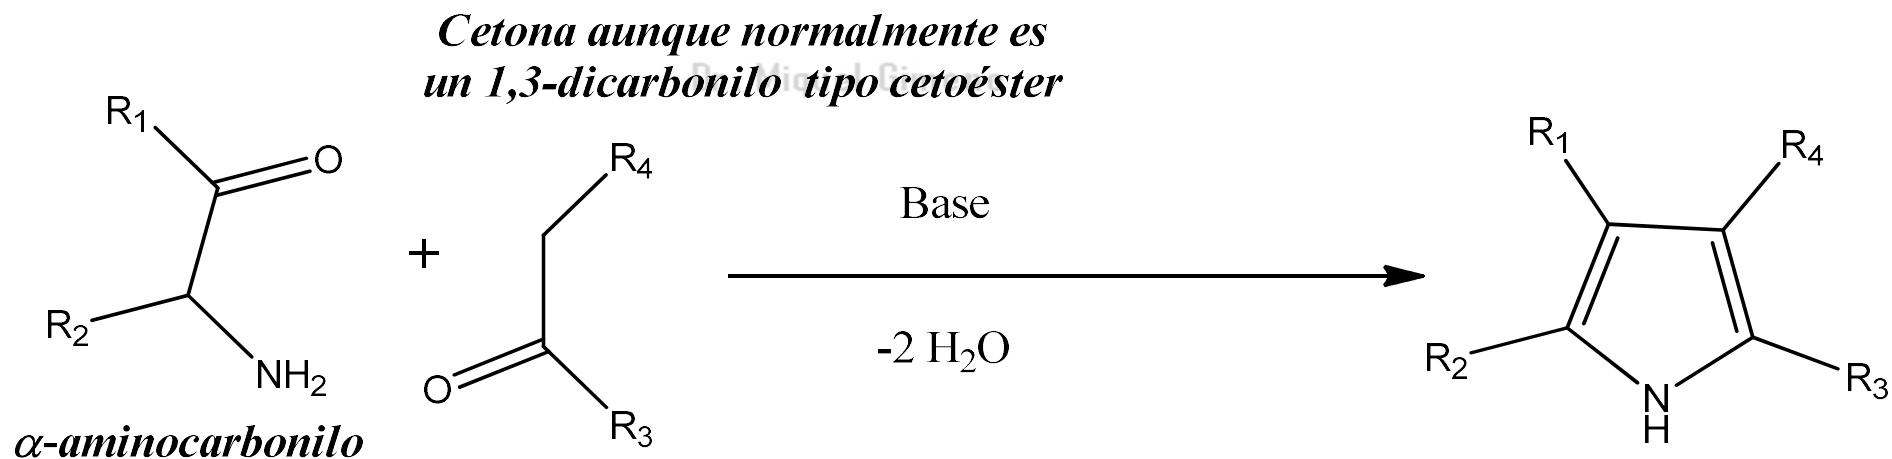 Cetona aunque normalmente es
un 1,3-dicarbonilo tipo cetoéster
R1
O
R2
NH2
α-aminocarbonilo
+
R4
O
R3
Base
-2 H2O
R1
R4
R2
R3
N
H